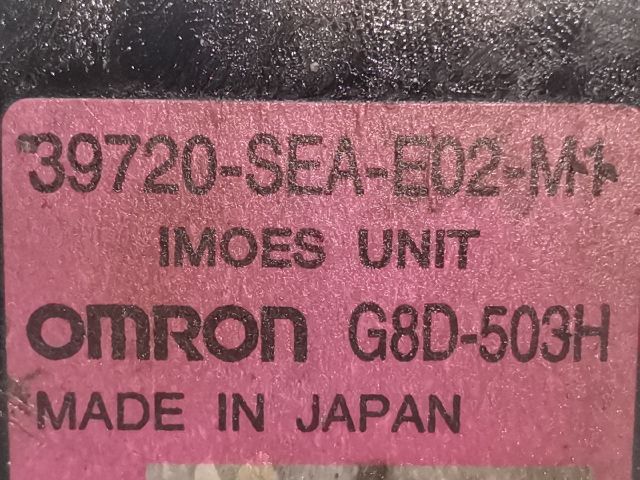 39720-SEA-E02-M1
IMOES UNIT
OMRON G8D-503H
MADE IN JAPAN